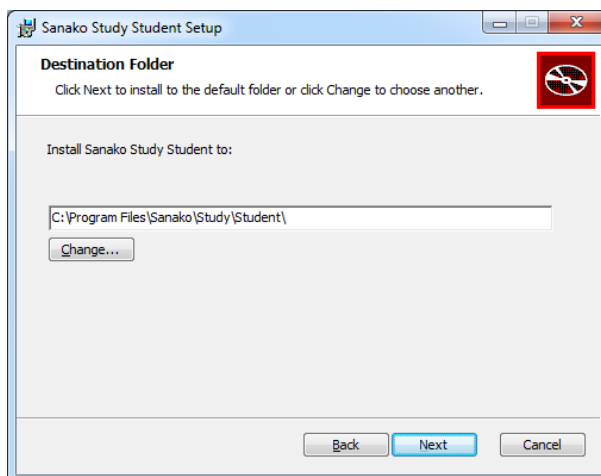 Sanako Study Student Setup
Destination Folder
Click Next to install to the default folder or click Change to choose another.
Install Sanako Study Student to:
C:\Program Files\Sanako\Study\Student\
Change...
Back Next Cancel